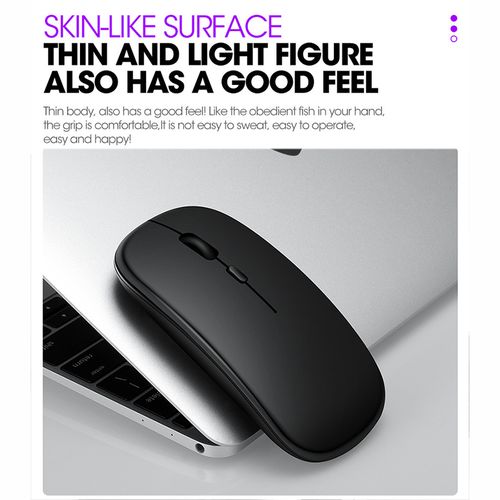 SKIN-LIKE SURFACE
THIN AND LIGHT FIGURE
ALSO HAS A GOOD FEEL
Thin body, also has a good feel! Like the obedient fish in your hand,
the grip is comfortable,It is not easy to sweat, easy to operate,
easy and happy!
return
shift